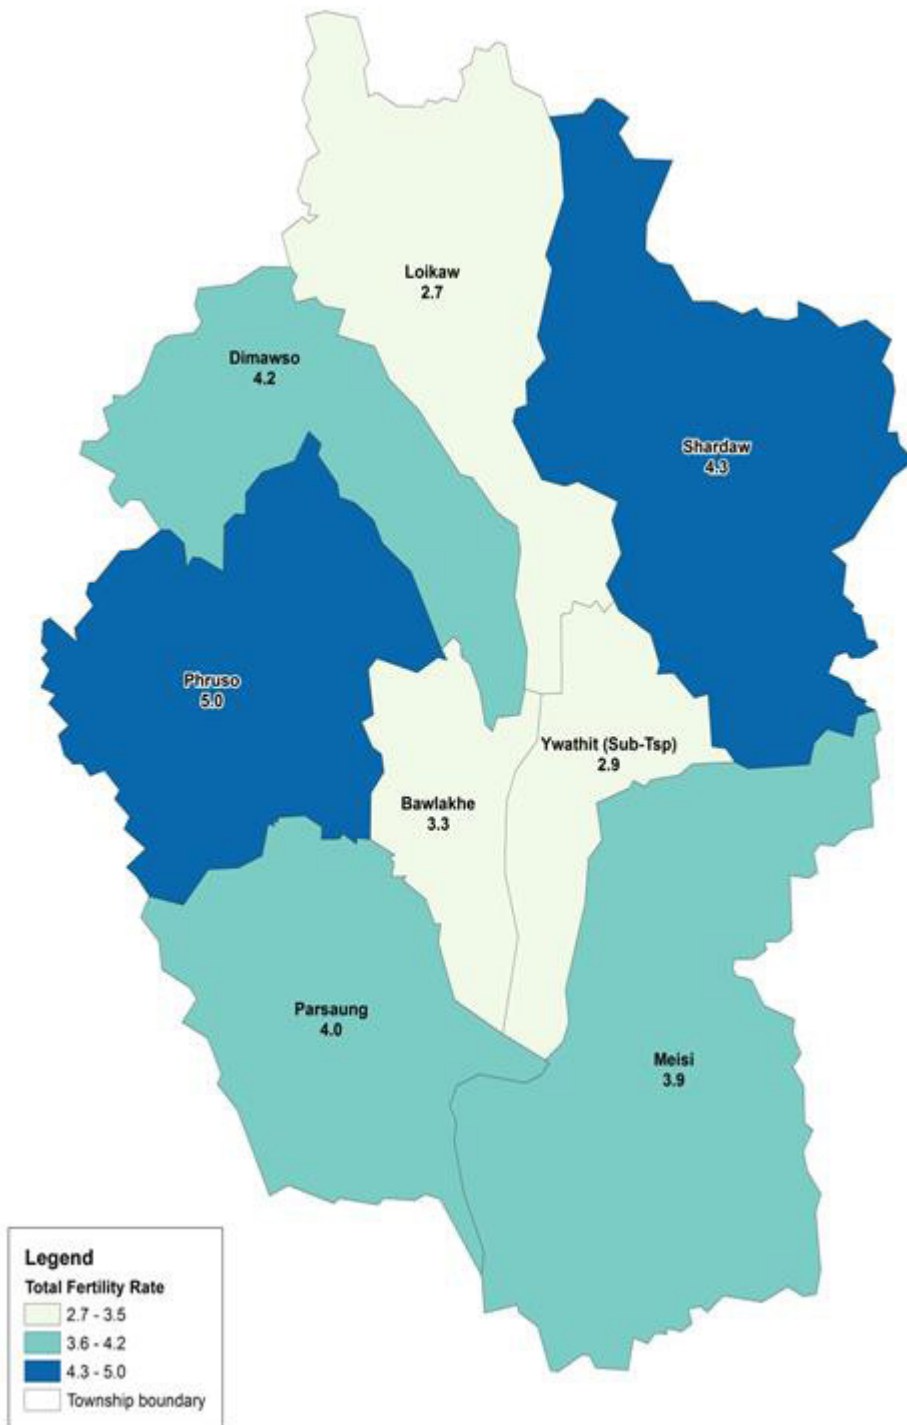 Loikaw
2.7
Dimawso
4.2
Shardaw
4.3
Phruso
5.0
Ywathit (Sub-Tsp)
2.9
Bawlakhe
3.3
Parsaung
4.0
Meisi
3.9
Legend
Total Fertility Rate
2.7 - 3.5
3.6 - 4.2
4.3 - 5.0
Township boundary